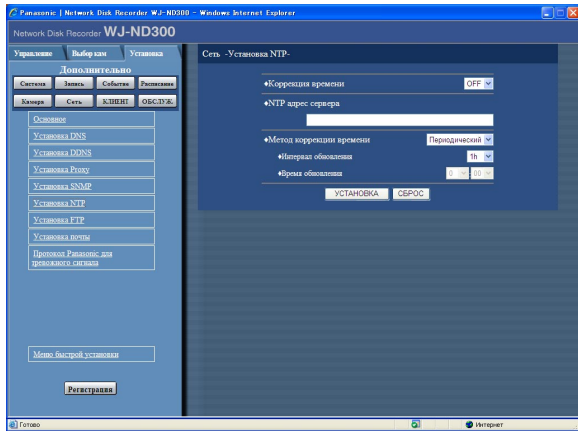 Panasonic | Network Disk Recorder WJ-ND300 - Windows Internet Explorer
Network Disk Recorder WJ-ND300
Управление Выбор кам Установка
Дополнительно
Система Запись Событие Расписание
Камера Сеть КЛИЕНТ ОБСЛУЖ.
Основное
Установка DNS
Установка DDNS
Установка Proxy
Установка SNMP
Установка NTP
Установка FTP
Установка почты
Протокол Panasonic для
тревожного сигнала
Меню быстрой установки
Регистрация
Сеть -Установка NTP-
♦Коррекция времени OFF
♦NTP адрес сервера
♦Метод коррекции времени Периодический
♦Интервал обновления 1h
♦Время обновления 0 : 00
УСТАНОВКА СБРОС
Готово Интернет